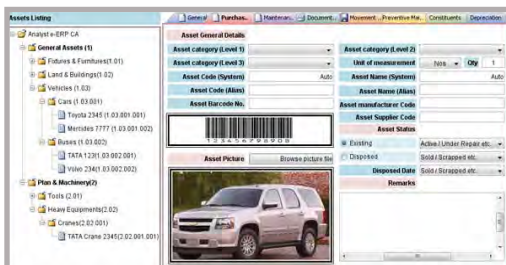 Assets Listing
Analyst e-ERP CA
General Assets (1)
Fixtures & Furnitures(1.01)
Land & Buildings(1.02)
Vehicles (1.03)
Cars (1.03.001)
Toyota 2345 (1.03.001.001)
Mertides 7777 (1.03.001.002)
Buses (1.03.002)
TATA 123(1.03.002.001)
Volvo 234(1.03.002.002)
Plan & Machinery(2)
Tools (2.01)
Heavy Equipments(2.02)
Cranes(2.02.001)
TATA Crane 2345(2.02.001.001)
General Purchas.. Maintenan.. Document.. Movement .. Preventive Mar.. Constituents Depreciation
Asset General Details
Asset category (Level 1) Asset category (Level 2)
Asset category (Level 3) Unit of measurement Nos Qty 1
Asset Code (System) Auto Asset Name (System) Auto
Asset Code (Alias) Asset Name (Alias)
Asset Barcode No. Asset manufacturer Code
Asset Supplier Code
Asset Status
Existing Active / Under Repair etc.
Asset Picture Browse picture file Disposed Sold / Scrapped etc.
Disposed Date Sold / Scrapped etc.
Remarks